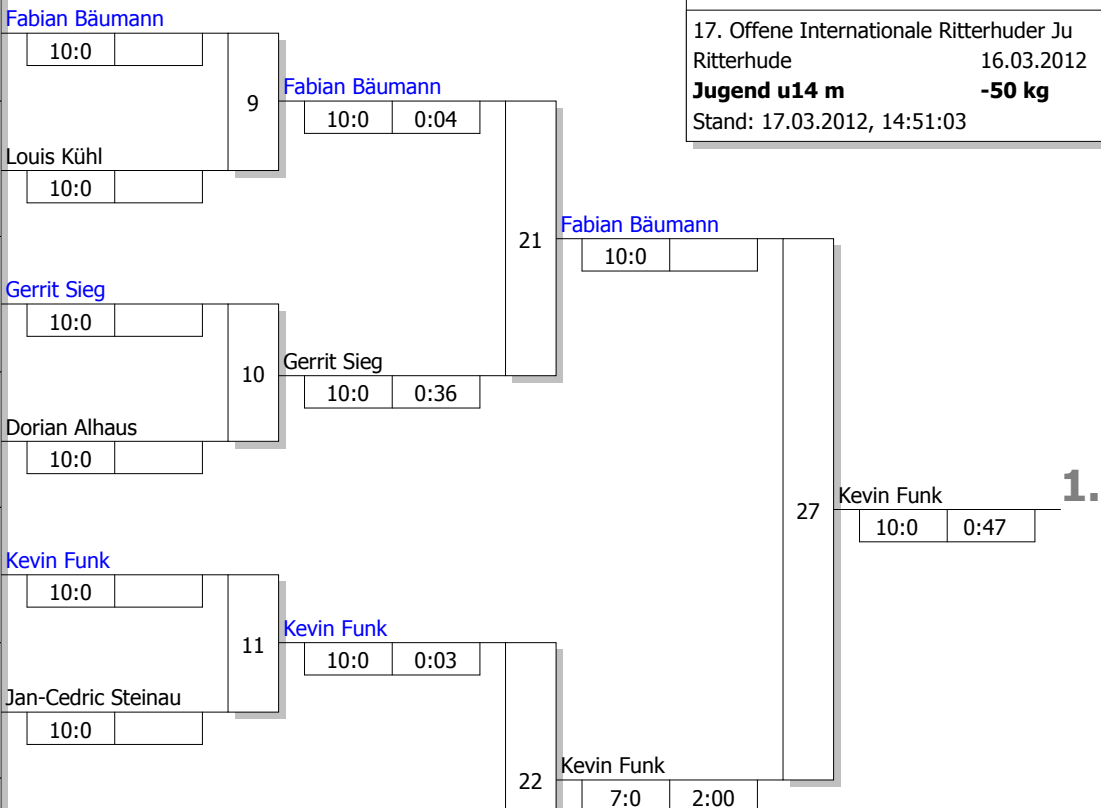 Fabian Bäumann
10:0
9
Louis Kühl
10:0
Gerrit Sieg
10:0
10
Dorian Alhaus
10:0
Kevin Funk
10:0
11
Jan-Cedric Steinau
10:0
Fabian Bäumann
10:0 0:04
21
Gerrit Sieg
10:0 0:36
Kevin Funk
10:0 0:03
22
Fabian Bäumann
10:0
27
Kevin Funk
7:0 2:00
Kevin Funk
10:0 0:47
1.
17. Offene Internationale Ritterhuder Ju
Ritterhude 16.03.2012
Jugend u14 m -50 kg
Stand: 17.03.2012, 14:51:03